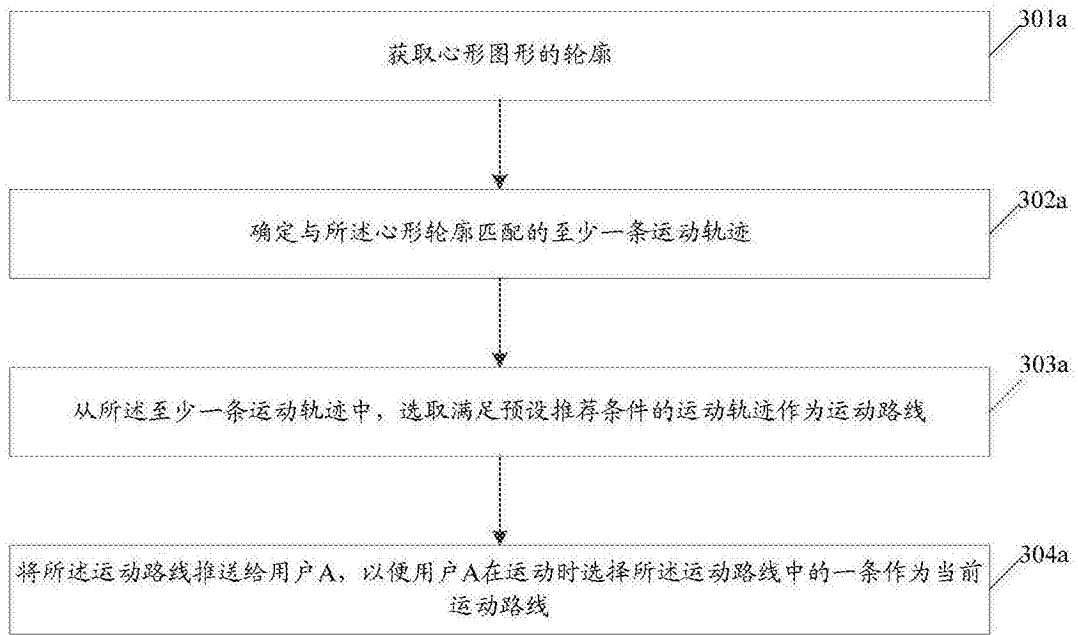 301a
获取心形图形的轮廓
302a
确定与所述心形轮廓匹配的至少一条运动轨迹
303a
从所述至少一条运动轨迹中，选取满足预设推荐条件的运动轨迹作为运动路线
304a
将所述运动路线推送给用户A，以便用户A在运动时选择所述运动路线中的一条作为当前
运动路线